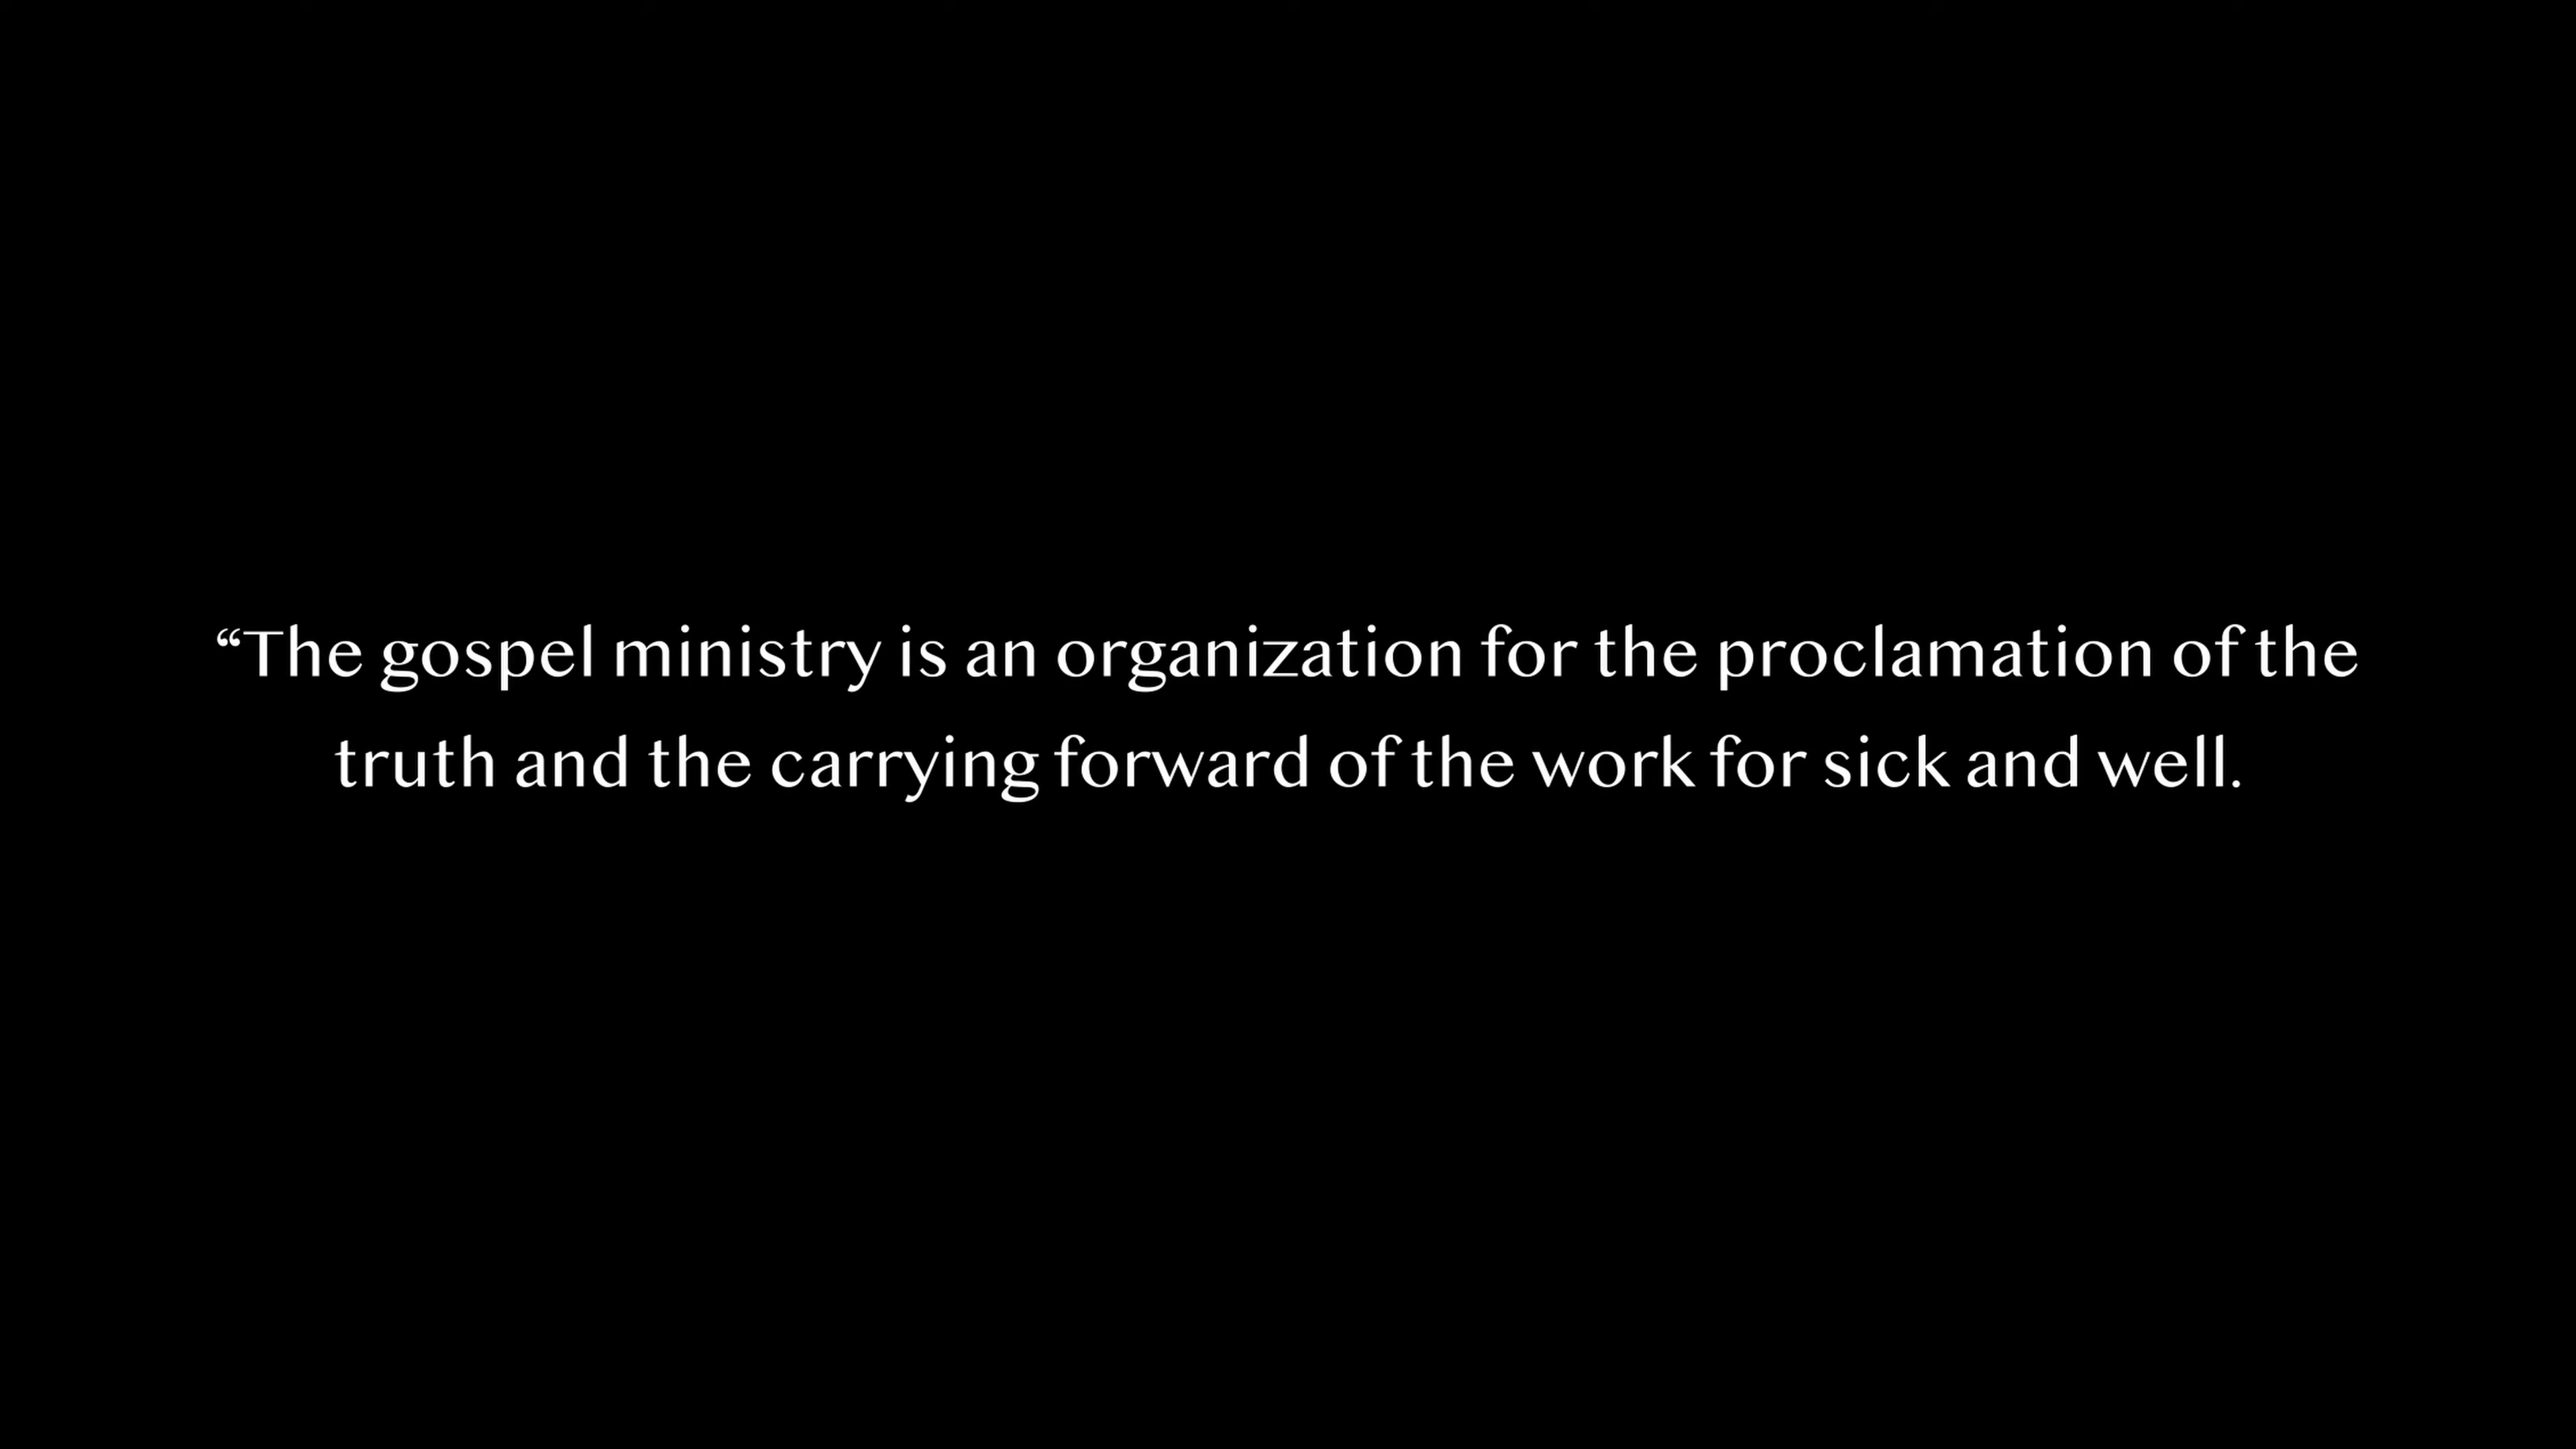 “The gospel ministry is an organization for the proclamation of the
truth and the carrying forward of the work for sick and well.